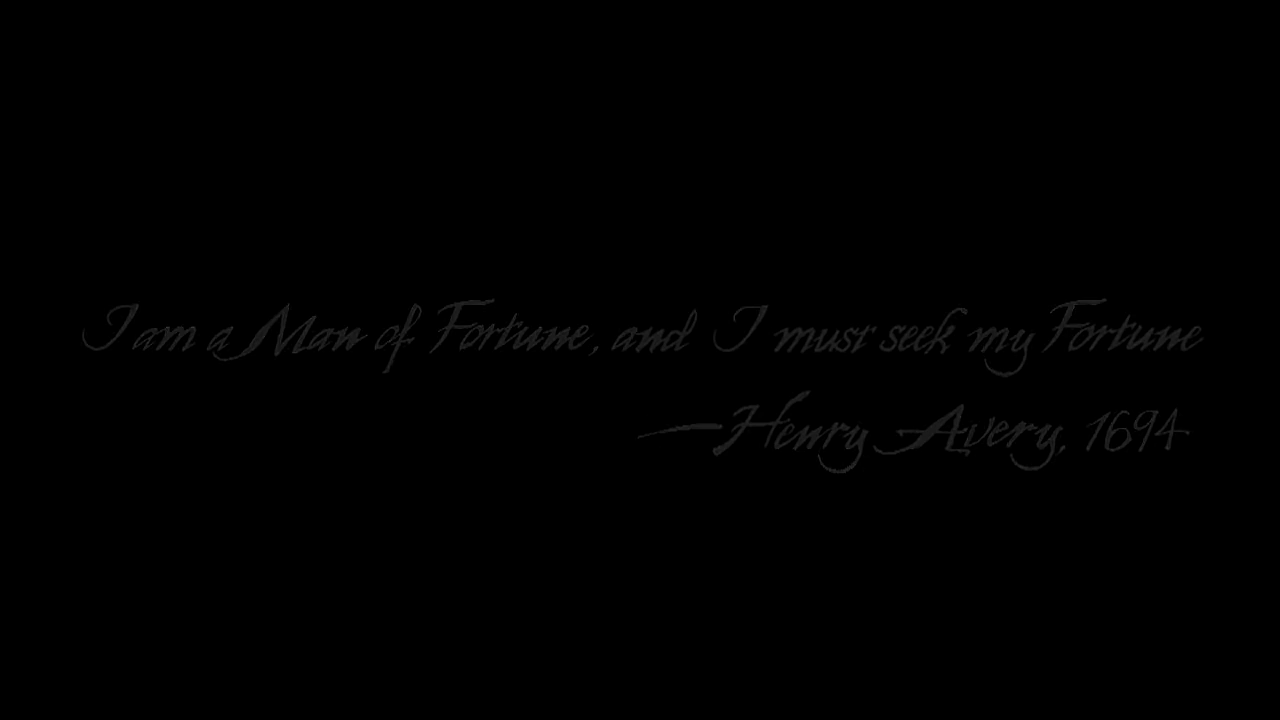 I am a Man of Fortune, and I must seek my Fortune
—Henry Avery, 1694